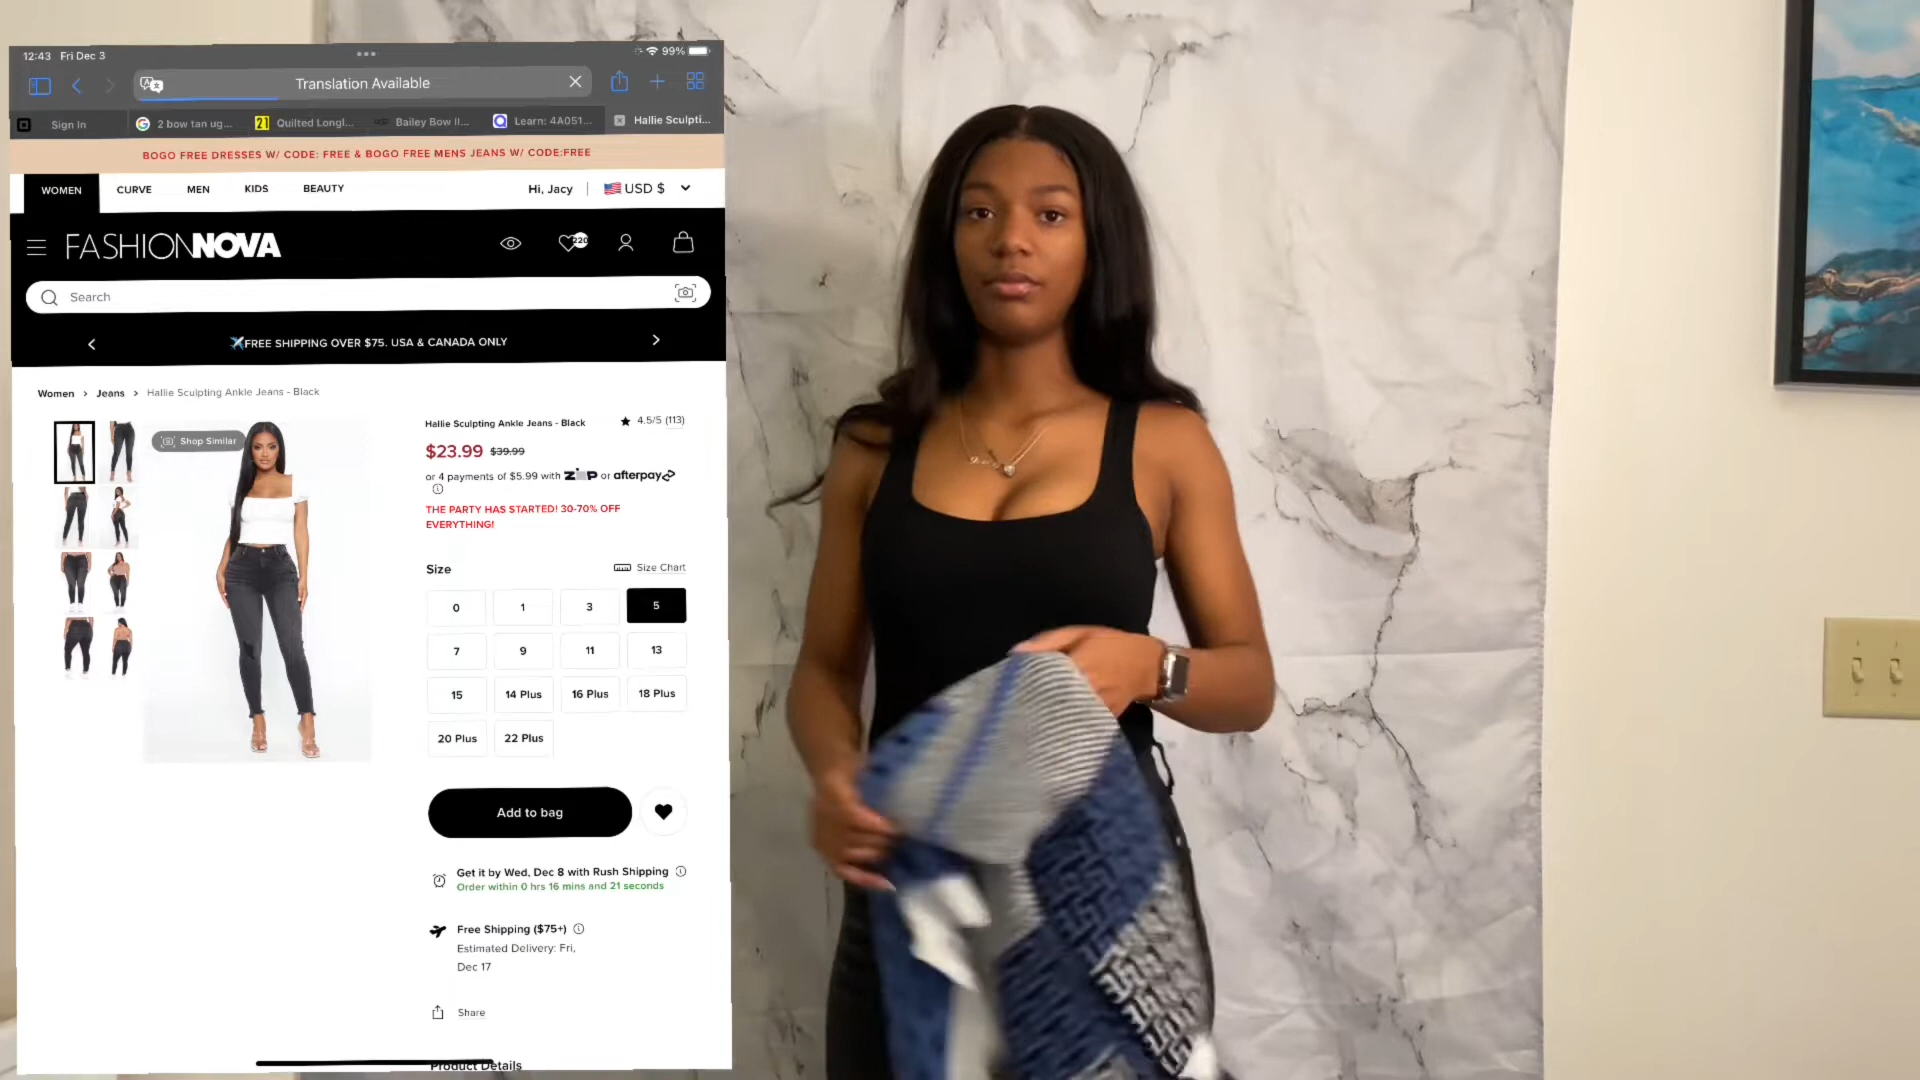 12:43 Fri Dec 3
99%
Translation Available
Sign In
2 bow tan ug...
Quilted Longl...
Bailey Bow II...
Learn: 4A051...
Hallie Sculpti...
BOGO FREE DRESSES W/ CODE: FREE & BOGO FREE MENS JEANS W/ CODE:FREE
WOMEN CURVE MEN KIDS BEAUTY
Hi, Jacy
USD $
FASHIONNOVA
220
Search
FREE SHIPPING OVER $75. USA & CANADA ONLY
Women > Jeans > Hallie Sculpting Ankle Jeans - Black
Shop Similar
Hallie Sculpting Ankle Jeans - Black
4.5/5 (113)
$23.99 $39.99
or 4 payments of $5.99 with ZIP or afterpay
THE PARTY HAS STARTED! 30-70% OFF
EVERYTHING!
Size
Size Chart
0 1 3 5
7 9 11 13
15 14 Plus 16 Plus 18 Plus
20 Plus 22 Plus
Add to bag
Get it by Wed, Dec 8 with Rush Shipping
Order within 0 hrs 16 mins and 21 seconds
Free Shipping ($75+)
Estimated Delivery: Fri,
Dec 17
Share
Product Details